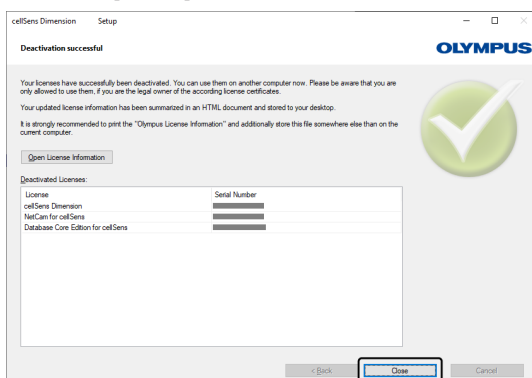 cellSens Dimension Setup
Deactivation successful
OLYMPUS
Your licenses have successfully been deactivated. You can use them on another computer now. Please be aware that you are
only allowed to use them, if you are the legal owner of the according license certificates.
Your updated license information has been summarized in an HTML document and stored to your desktop.
It is strongly recommended to print the "Olympus License Information" and additionally store this file somewhere else than on the
current computer.
Open License Information
Deactivated Licenses:
License Serial Number
cellSens Dimension
NetCam for cellSens
Database Core Edition for cellSens
< Back Close Cancel